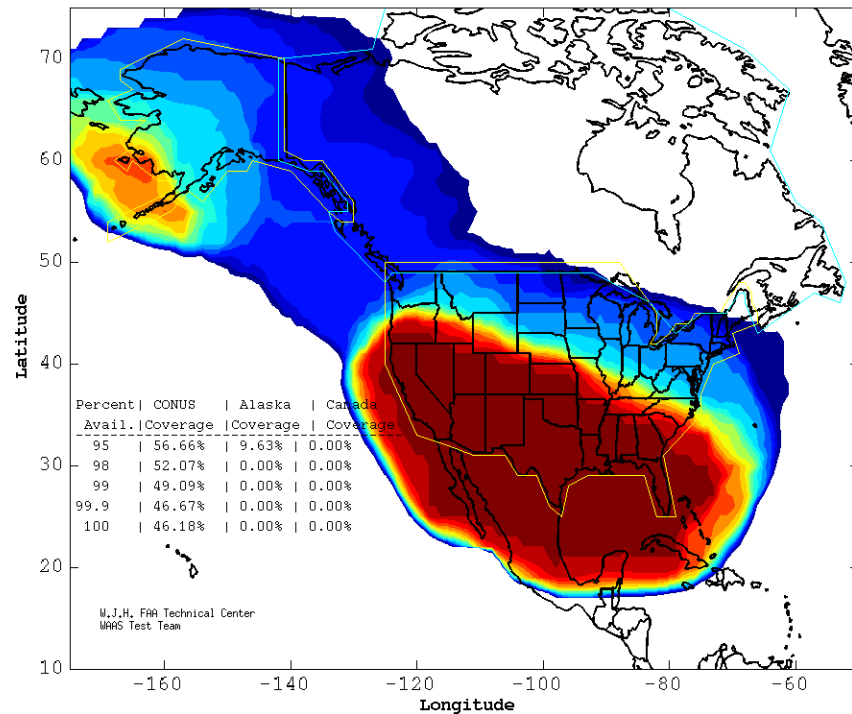 70
60
50
40
30
20
10
Latitude
Percent| CONUS | Alaska | Canada
Avail.|Coverage |Coverage | Coverage
95 | 56.66% | 9.63% | 0.00%
98 | 52.07% | 0.00% | 0.00%
99 | 49.09% | 0.00% | 0.00%
99.9 | 46.67% | 0.00% | 0.00%
100 | 46.18% | 0.00% | 0.00%
W.J.H. FAA Technical Center
WAAS Test Team
-160 -140 -120 -100 -80 -60
Longitude